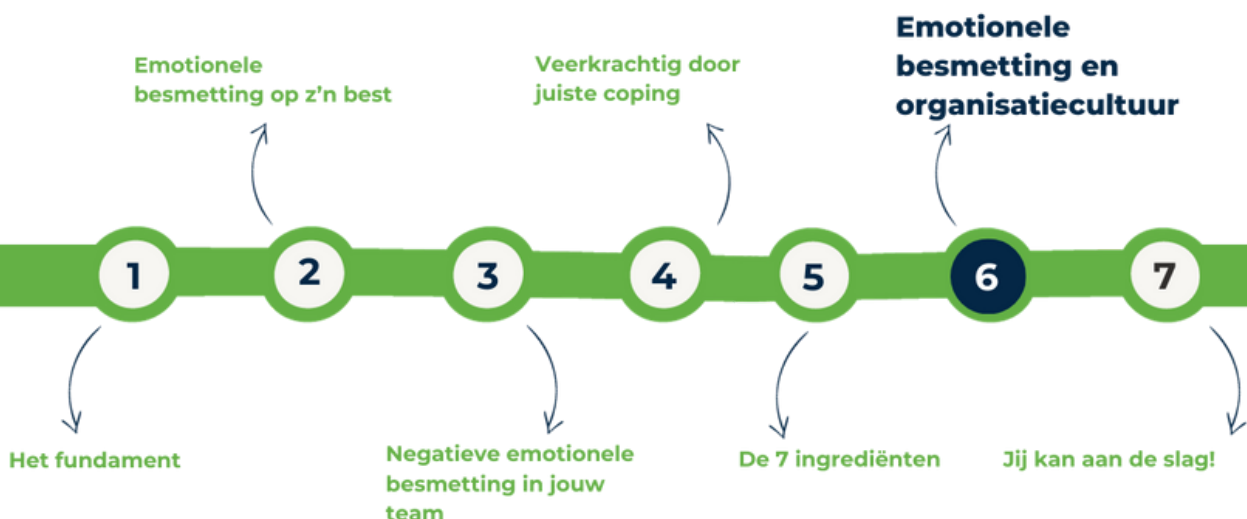 Emotionele
besmetting op z'n best
Veerkrachtig door
juiste coping
Emotionele
besmetting en
organisatiecultuur
1
2
3
4
5
6
7
Het fundament
Negatieve emotionele
besmetting in jouw
team
De 7 ingrediënten
Jij kan aan de slag!